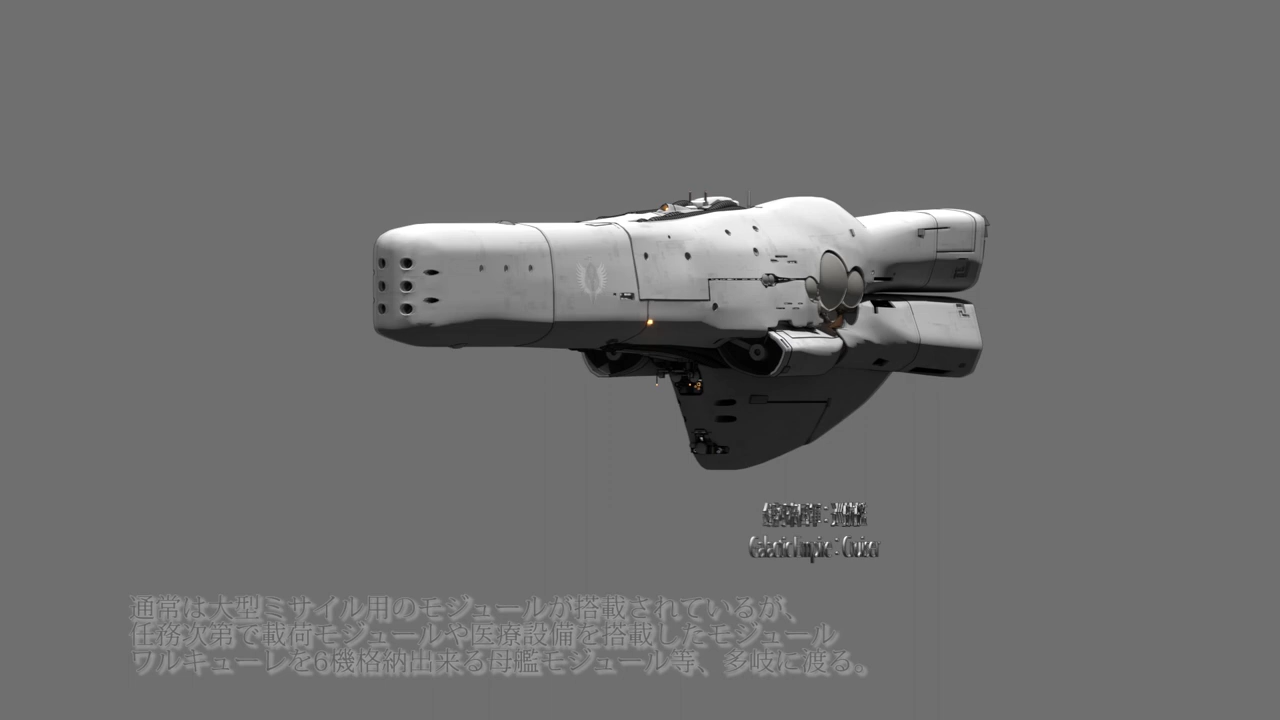 Galactic Empire : Cruiser
通常は大型ミサイル用のモジュールが搭載されているが、
任務次第で載荷モジュールや医療設備を搭載したモジュール
ワルキューレを6機格納出来る母艦モジュール等、多岐に渡る。